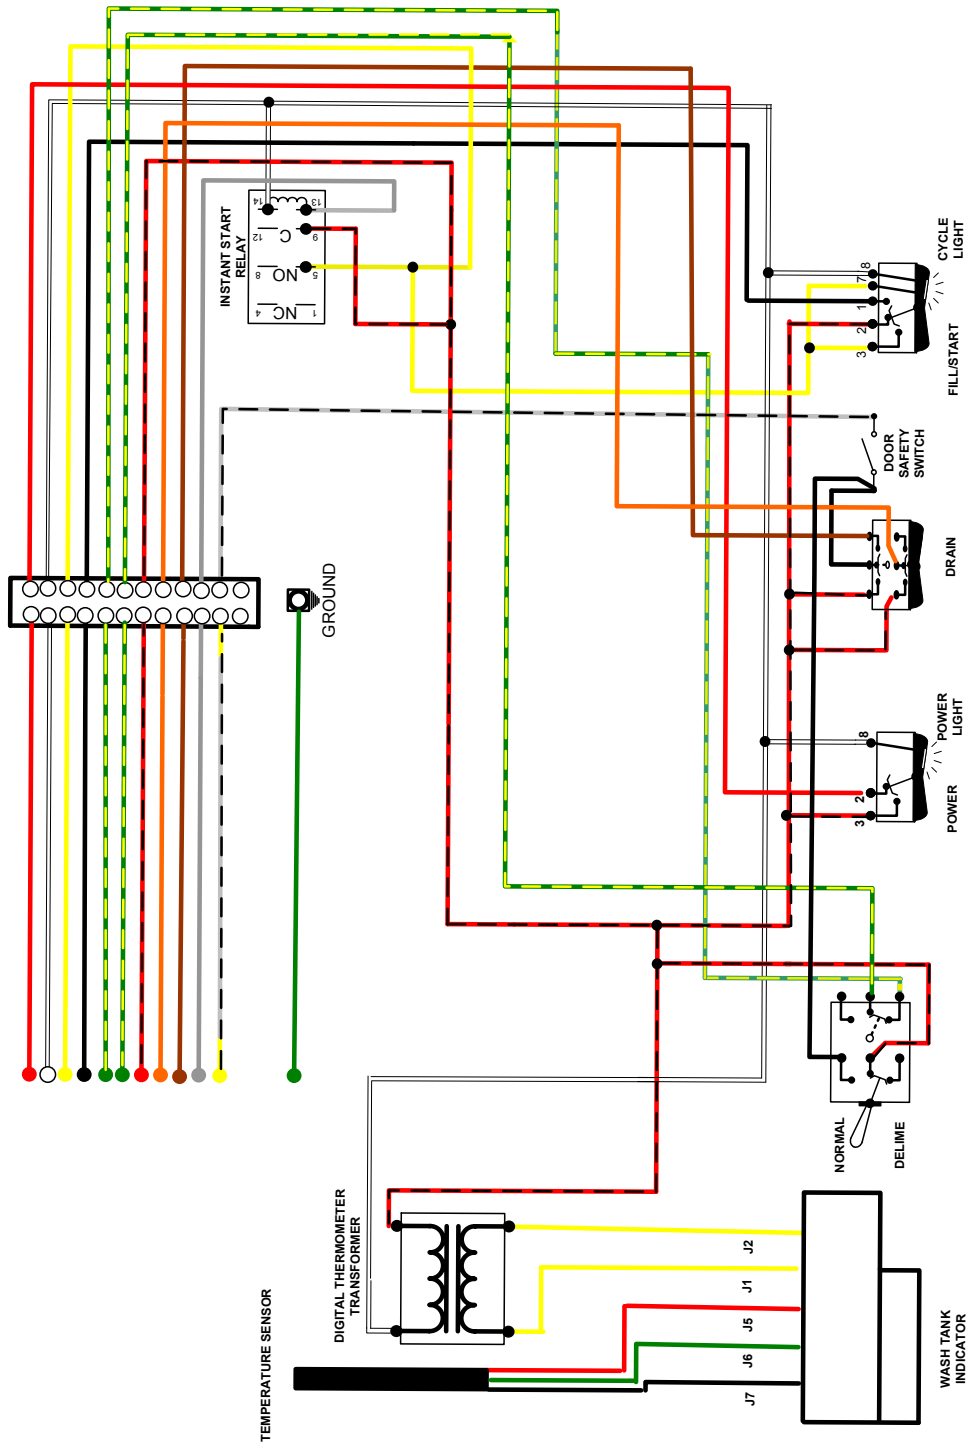 INSTANT START
RELAY
14
13
12
C
9
8
NO
5
4
NC
1
CYCLE
LIGHT
8
7
1
2
3
FILL/START
DOOR
SAFETY
SWITCH
DRAIN
GROUND
POWER
LIGHT
8
2
3
POWER
NORMAL
DELIME
DIGITAL THERMOMETER
TRANSFORMER
TEMPERATURE SENSOR
J2
J1
J5
J6
J7
WASH TANK
INDICATOR